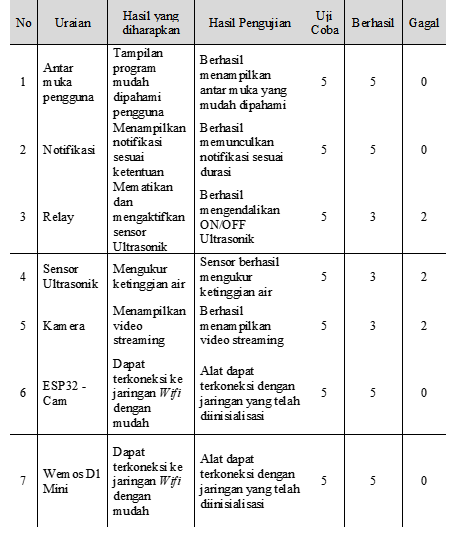 No Uraian Hasil yang diharapkan Hasil Pengujian Uji Coba Berhasil Gagal
1 Antar muka pengguna Tampilan program mudah dipahami pengguna Berhasil menampilkan antar muka yang mudah dipahami 5 5 0
2 Notifikasi Menampilkan notifikasi sesuai ketentuan Berhasil memunculkan notifikasi sesuai durasi 5 5 0
3 Relay Mematikan dan mengaktifkan sensor Ultrasonik Berhasil mengendalikan ON/OFF Ultrasonik 5 3 2
4 Sensor Ultrasonik Mengukur ketinggian air Sensor berhasil mengukur ketinggian air 5 3 2
5 Kamera Menampilkan video streaming Berhasil menampilkan video streaming 5 3 2
6 ESP32 - Cam Dapat terkoneksi ke jaringan Wifi dengan mudah Alat dapat terkoneksi dengan jaringan yang telah diinisialisasi 5 5 0
7 Wemos D1 Mini Dapat terkoneksi ke jaringan Wifi dengan mudah Alat dapat terkoneksi dengan jaringan yang telah diinisialisasi 5 5 0